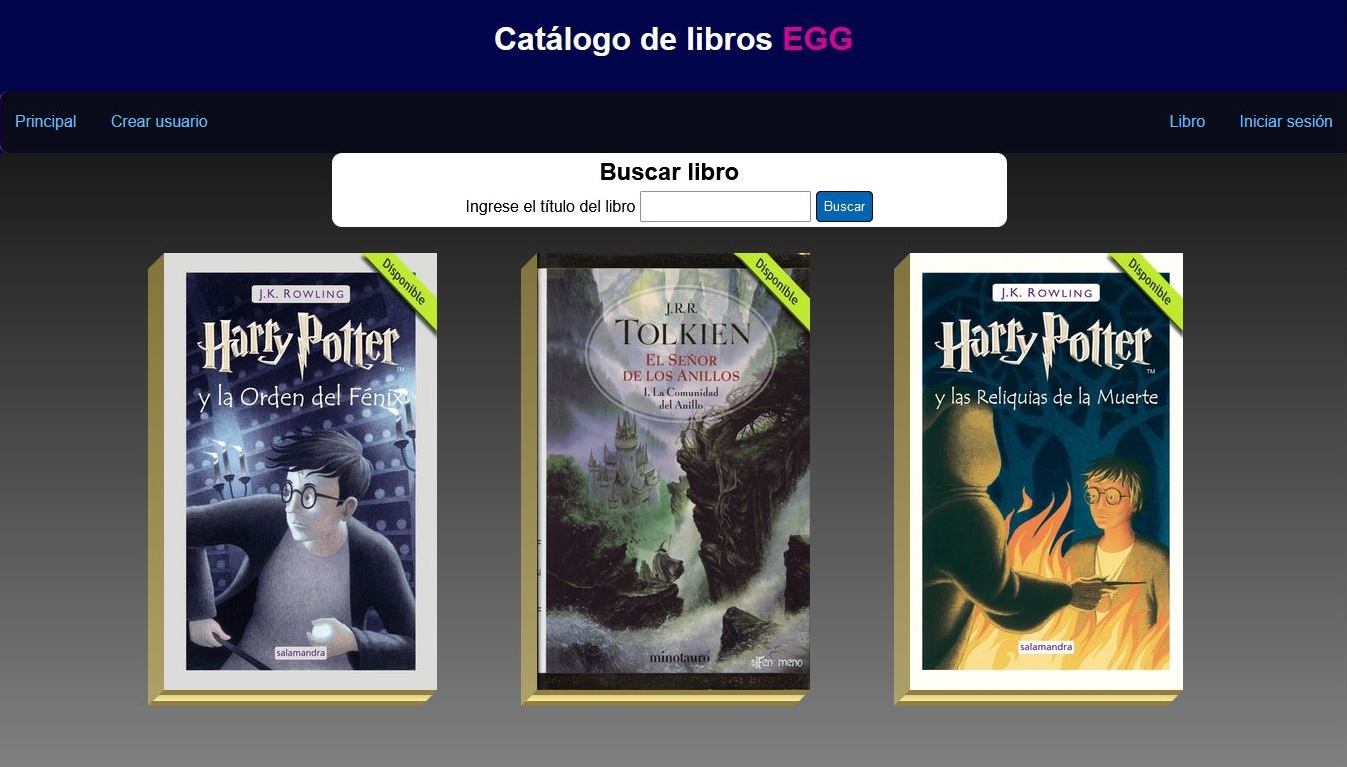 Catálogo de libros EGG
Principal
Crear usuario
Libro
Iniciar sesión
Buscar libro
Ingrese el título del libro
Buscar
Disponible
J.K. ROWLING
Harry Potter
TM
y la Orden del Fénix
salamandra
Disponible
J.R.R.
TOLKIEN
EL SEÑOR
DE LOS ANILLOS
I. La Comunidad
del Anillo
minotauro
Disponible
J.K. ROWLING
Harry Potter
TM
y las Reliquias de la Muerte
salamandra